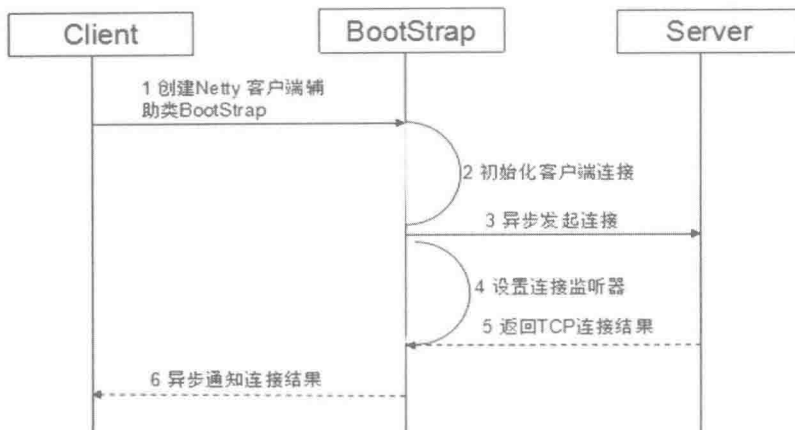 Client
BootStrap
Server
1 创建Netty 客户端辅
助类BootStrap
2 初始化客户端连接
3 异步发起连接
4 设置连接监听器
5 返回TCP连接结果
6 异步通知连接结果